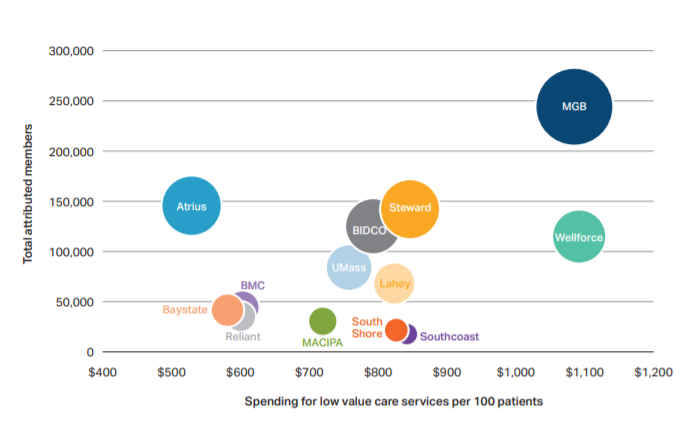 300,000
250,000
MGB
200,000
Total attributed members
150,000
Atrius
Steward
BIDCO
Wellforce
100,000
UMass
Lahey
50,000
BMC
Baystate
Reliant
South
Shore
Southcoast
MACIPA
0
$400
$500
$600
$700
$800
$900
$1,000
$1,100
$1,200
Spending for low value care services per 100 patients